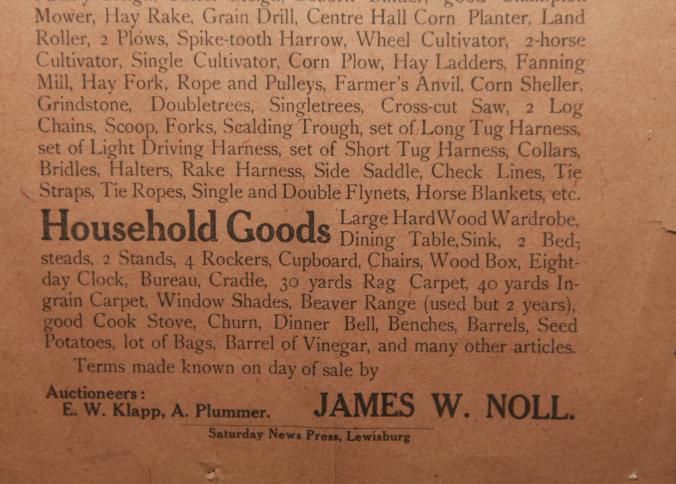 Mower, Hay Rake, Grain Drill, Centre Hall Corn Planter, Land
Roller, 2 Plows, Spike-tooth Harrow, Wheel Cultivator, 2-horse
Cultivator, Single Cultivator, Corn Plow, Hay Ladders, Fanning
Mill, Hay Fork, Rope and Pulleys, Farmer's Anvil, Corn Sheller,
Grindstone, Doubletrees, Singletrees, Cross-cut Saw, 2 Log
Chains, Scoop, Forks, Scalding Trough, set of Long Tug Harness,
set of Light Driving Harness, set of Short Tug Harness, Collars,
Bridles, Halters, Rake Harness, Side Saddle, Check Lines, Tie
Straps, Tie Ropes, Single and Double Flynets, Horse Blankets, etc.
Household Goods Large HardWood Wardrobe,
Dining Table, Sink, 2 Bed-
steads, 2 Stands, 4 Rockers, Cupboard, Chairs, Wood Box, Eight-
day Clock, Bureau, Cradle, 30 yards Rag Carpet, 40 yards In-
grain Carpet, Window Shades, Beaver Range (used but 2 years),
good Cook Stove, Churn, Dinner Bell, Benches, Barrels, Seed
Potatoes, lot of Bags, Barrel of Vinegar, and many other articles.
Terms made known on day of sale by
Auctioneers:
E. W. Klapp, A. Plummer. JAMES W. NOLL.
Saturday News Press, Lewisburg